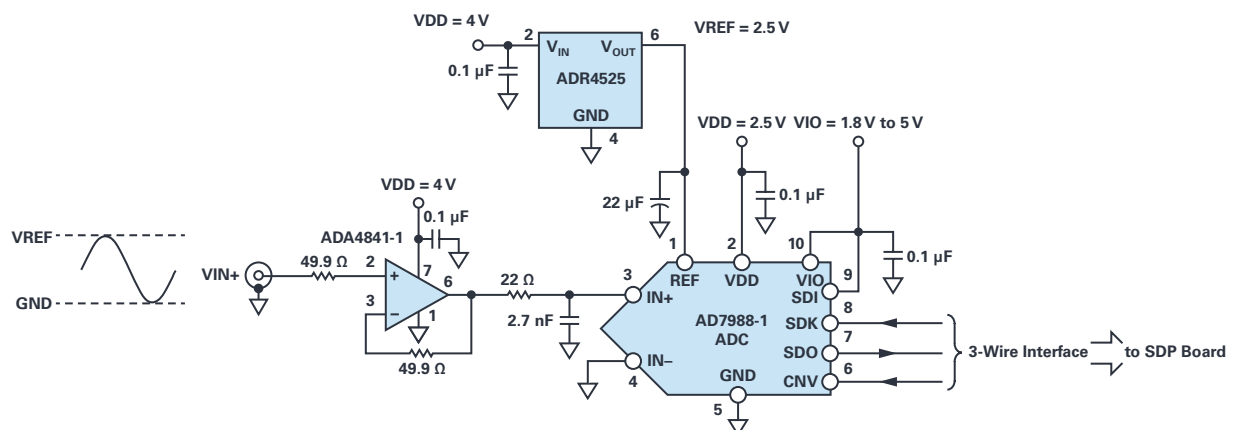 VDD = 4 V
VREF = 2.5 V
2
VIN
VOUT
6
0.1 µF
ADR4525
GND
4
VDD = 2.5 V
VIO = 1.8 V to 5 V
VDD = 4 V
22 µF
0.1 µF
0.1 µF
VREF
ADA4841-1
1
2
10
0.1 µF
VIN+
49.9 Ω
2
+
7
6
22 Ω
3
IN+
REF
VDD
VIO
SDI
9
GND
3
–
1
2.7 nF
AD7988-1
ADC
SDK
8
49.9 Ω
IN–
4
SDO
7
3-Wire Interface
to SDP Board
GND
5
CNV
6